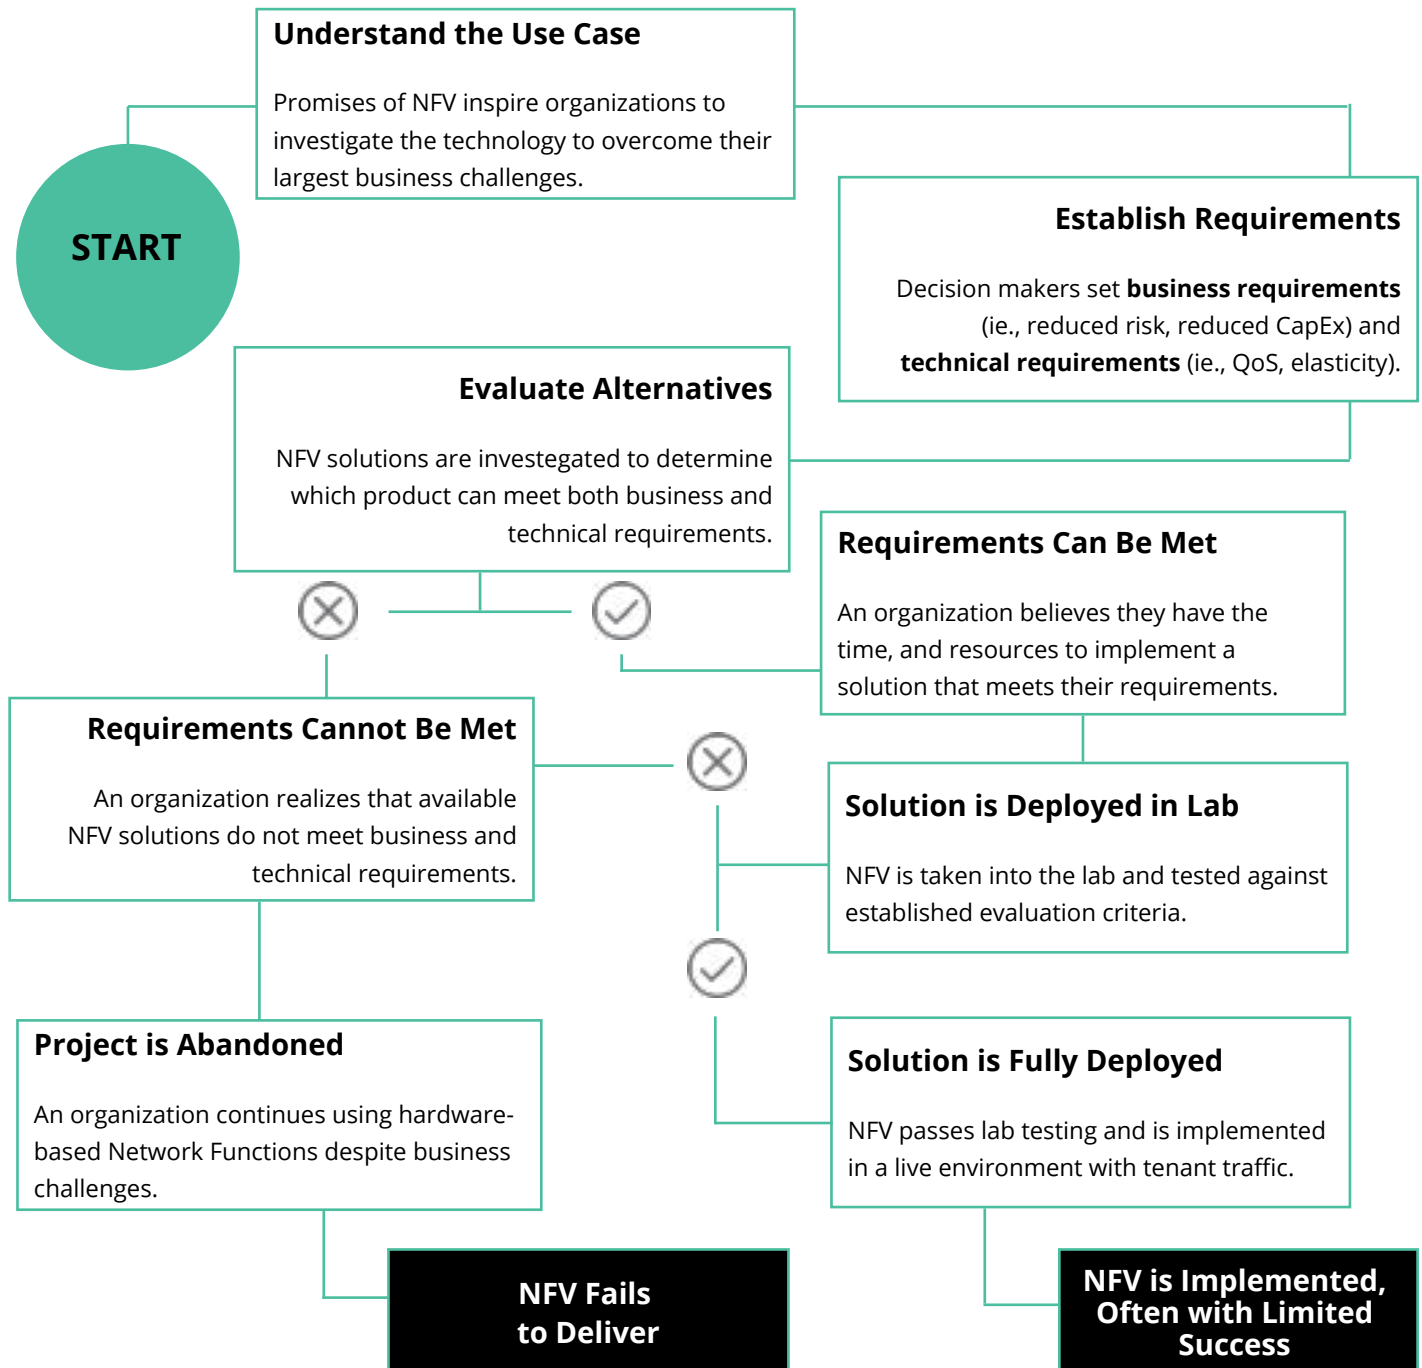 Understand the Use Case
Promises of NFV inspire organizations to
investigate the technology to overcome their
largest business challenges.
START
Establish Requirements
Decision makers set business requirements
(ie., reduced risk, reduced CapEx) and
technical requirements (ie., QoS, elasticity).
Evaluate Alternatives
NFV solutions are investegated to determine
which product can meet both business and
technical requirements.
Requirements Can Be Met
An organization believes they have the
time, and resources to implement a
solution that meets their requirements.
Requirements Cannot Be Met
An organization realizes that available
NFV solutions do not meet business and
technical requirements.
Solution is Deployed in Lab
NFV is taken into the lab and tested against
established evaluation criteria.
Project is Abandoned
An organization continues using hardware-
based Network Functions despite business
challenges.
Solution is Fully Deployed
NFV passes lab testing and is implemented
in a live environment with tenant traffic.
NFV Fails
to Deliver
NFV is Implemented,
Often with Limited
Success